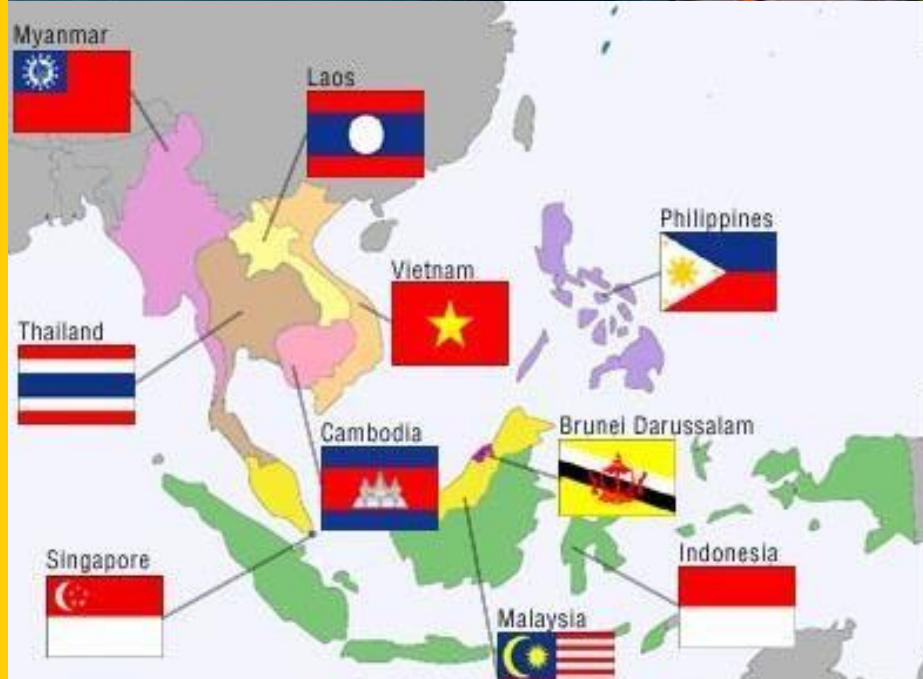 Myanmar
Laos
Philippines
Vietnam
Thailand
Cambodia
Brunei Darussalam
Singapore
Indonesia
Malaysia